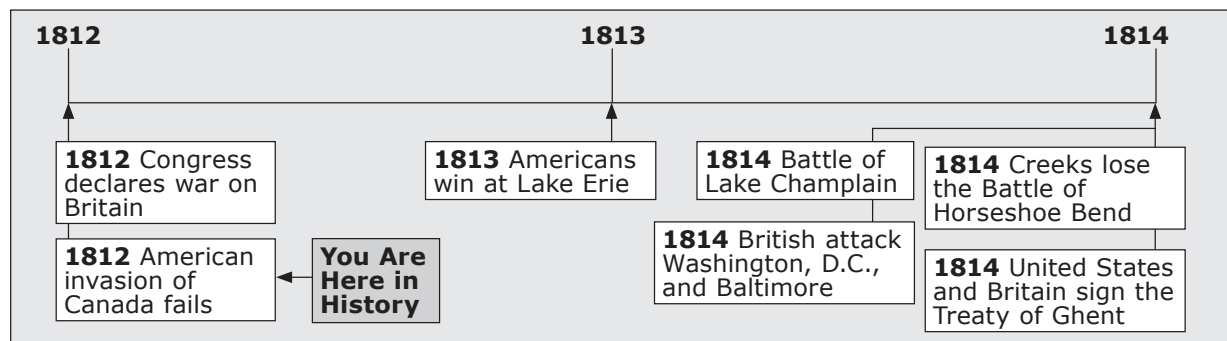 1812
1813
1814
1812 Congress
declares war on
Britain
1812 American
invasion of
Canada fails
You Are
Here in
History
1813 Americans
win at Lake Erie
1814 Battle of
Lake Champlain
1814 British attack
Washington, D.C.,
and Baltimore
1814 Creeks lose
the Battle of
Horseshoe Bend
1814 United States
and Britain sign the
Treaty of Ghent